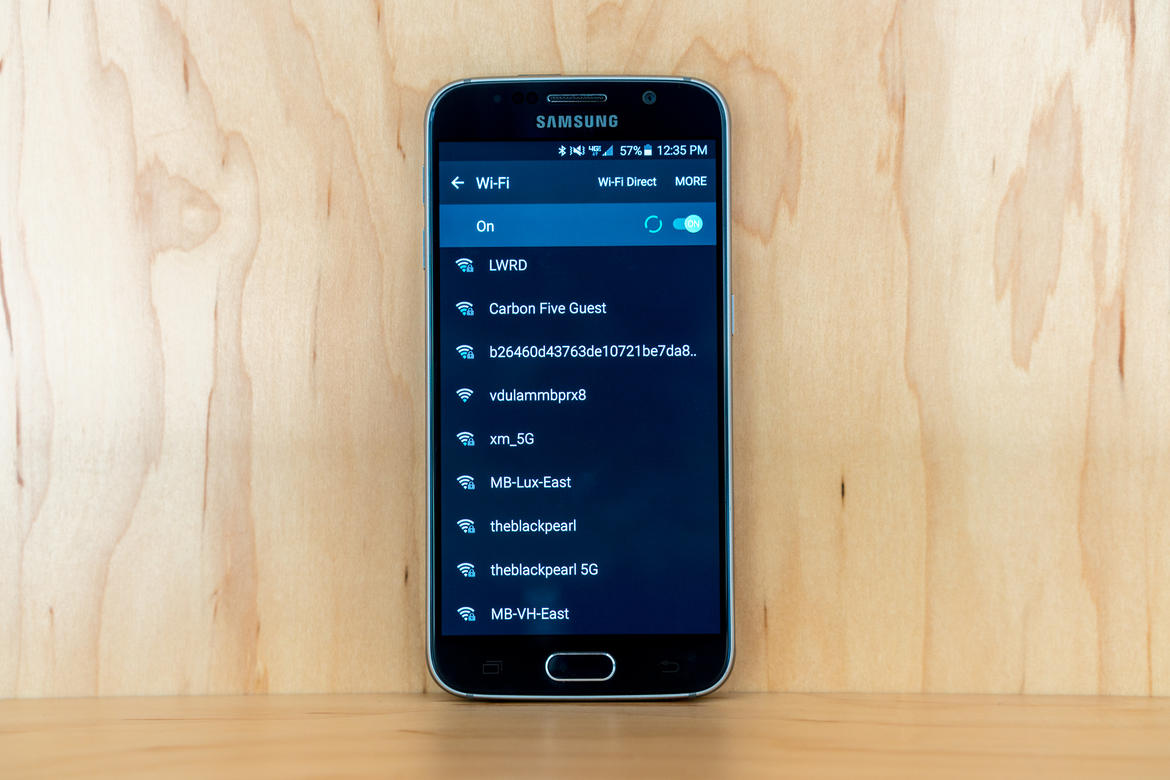 SAMSUNG
4G LTE 57% 12:35 PM
Wi-Fi Wi-Fi Direct MORE
On ON
LWRD
Carbon Five Guest
b26460d43763de10721be7da8..
vdulammbprx8
xm_5G
MB-Lux-East
theblackpearl
theblackpearl 5G
MB-VH-East